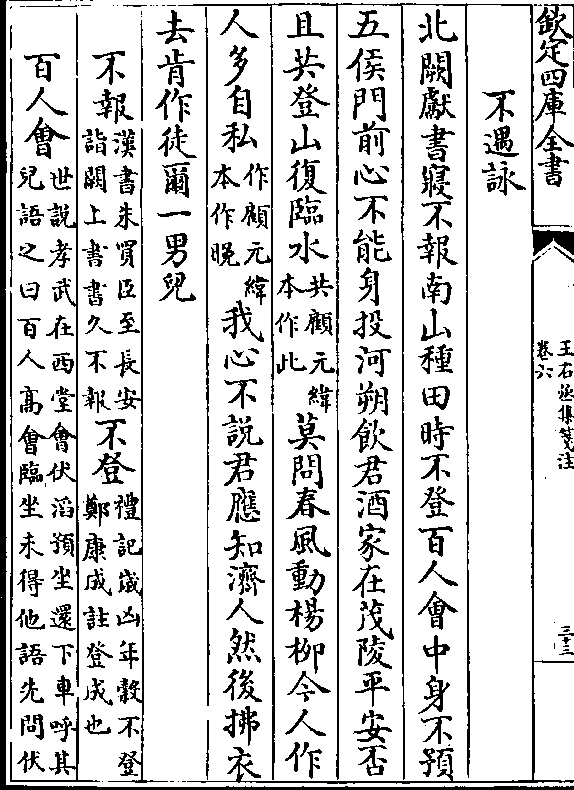 欽定四庫全書
王右丞集箋注
卷六
三十三
不遇詠
北闕獻書寢不報南山種田時不登百人會中身不預
五侯門前心不能身投河朔飲君酒家在茂陵平安否
且共登山復臨水共顧元緯本作此莫問春風動楊柳今人作
人多自私作顧元緯本作晚我心不說君應知濟人然後拂衣
去肯作徒爾一男兒
不報漢書朱買臣至長安詣闕上書書久不報不登禮記歲凶年穀不登鄭康成註登成也
百人會世說孝武在西堂會伏滔預坐還下車呼其兒語之曰百人高會臨坐未得他語先問伏